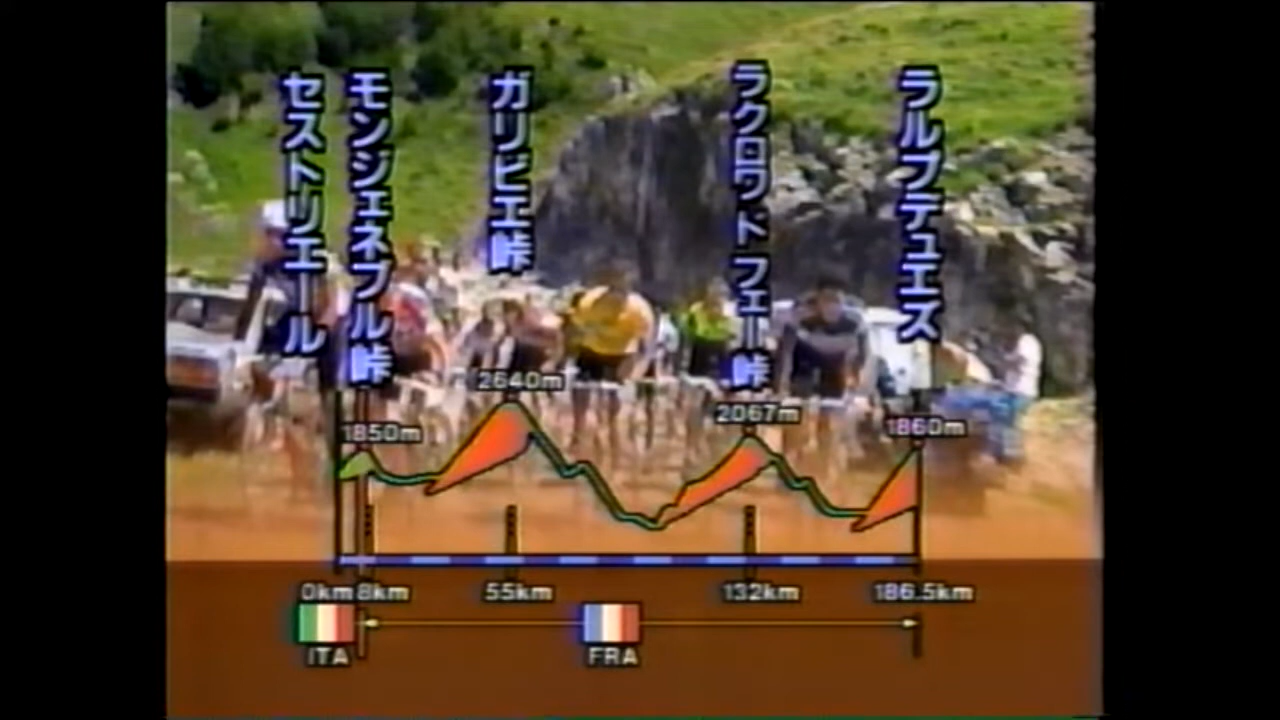 セストリエール
モンジェネブル峠
ガリビエ峠
ラクロワ ド フェー峠
ラルプデュエズ
2640m
2067m
1860m
1850m
0km
8km
55km
132km
186.5km
ITA
FRA